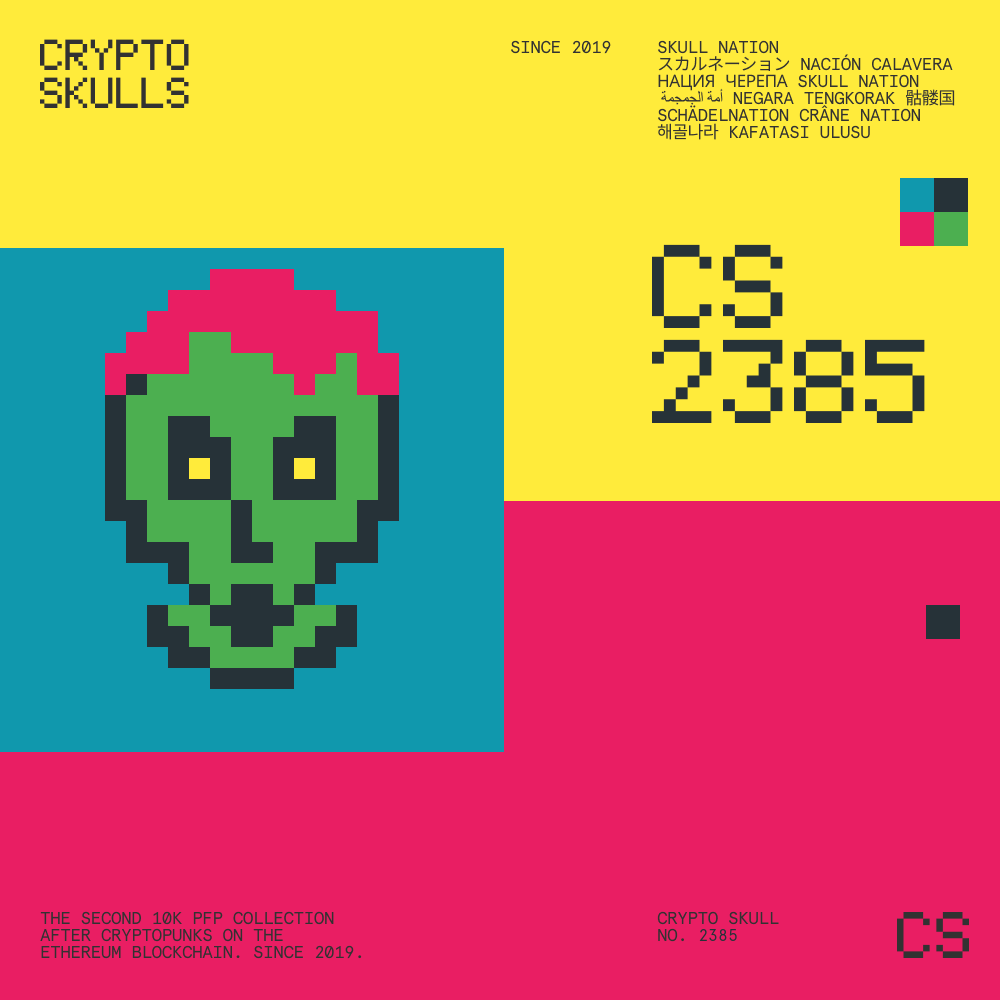 CRYPTO
SKULLS
SINCE 2019
SKULL NATION
スカルネーション NACIÓN CALAVERA
НАЦИЯ ЧЕРЕПА SKULL NATION
أمة الجمجمة NEGARA TENGKORAK 骷髅国
SCHÄDELNATION CRÂNE NATION
해골나라 KAFATASI ULUSU
CS
2385
THE SECOND 10K PFP COLLECTION
AFTER CRYPTOPUNKS ON THE
ETHEREUM BLOCKCHAIN. SINCE 2019.
CRYPTO SKULL
NO. 2385
CS